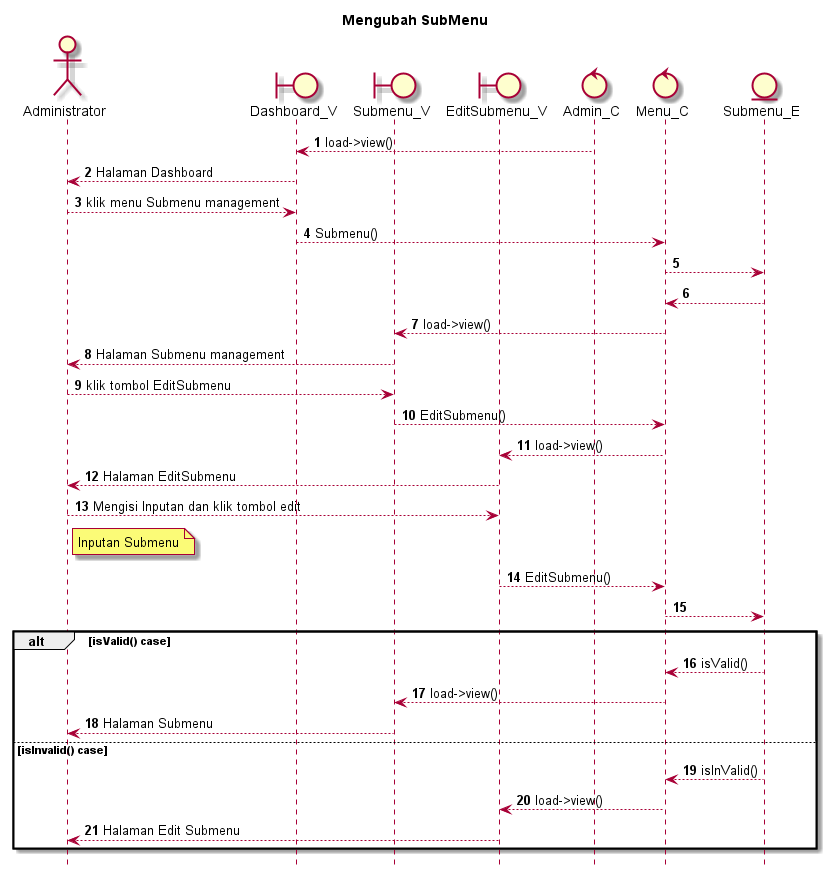 Mengubah SubMenu
Administrator Dashboard_V Submenu_V EditSubmenu_V Admin_C Menu_C Submenu_E
1 load->view()
2 Halaman Dashboard
3 klik menu Submenu management
4 Submenu()
5
6
7 load->view()
8 Halaman Submenu management
9 klik tombol EditSubmenu
10 EditSubmenu()
11 load->view()
12 Halaman EditSubmenu
13 Mengisi Inputan dan klik tombol edit
Inputan Submenu
14 EditSubmenu()
15
alt [isValid() case]
16 isValid()
17 load->view()
18 Halaman Submenu
[isInvalid() case]
19 isInValid()
20 load->view()
21 Halaman Edit Submenu